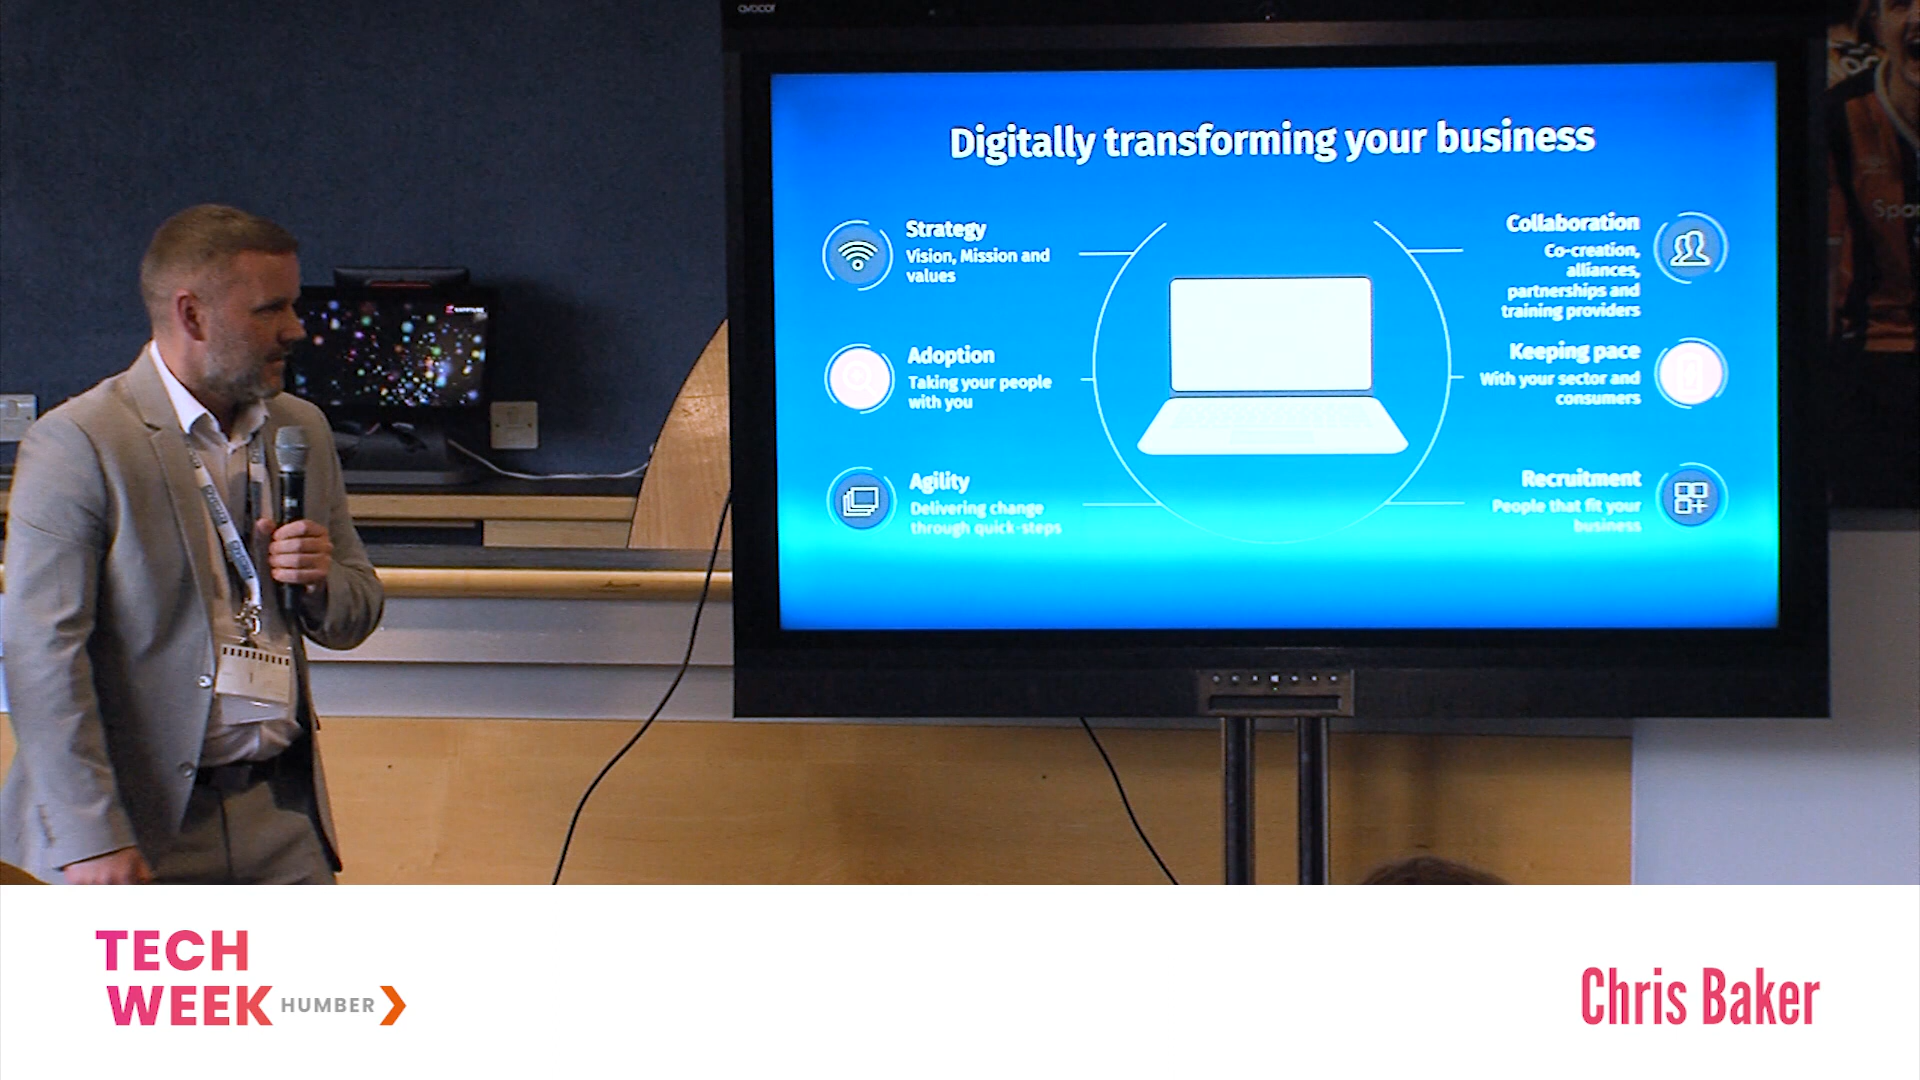 avocor
Digitally transforming your business
Strategy
Vision, Mission and
values
Adoption
Taking your people
with you
Agility
Delivering change
through quick-steps
Collaboration
Co-creation,
alliances,
partnerships and
training providers
Keeping pace
With your sector and
consumers
Recruitment
People that fit your
business
TECH
WEEK HUMBER
Chris Baker